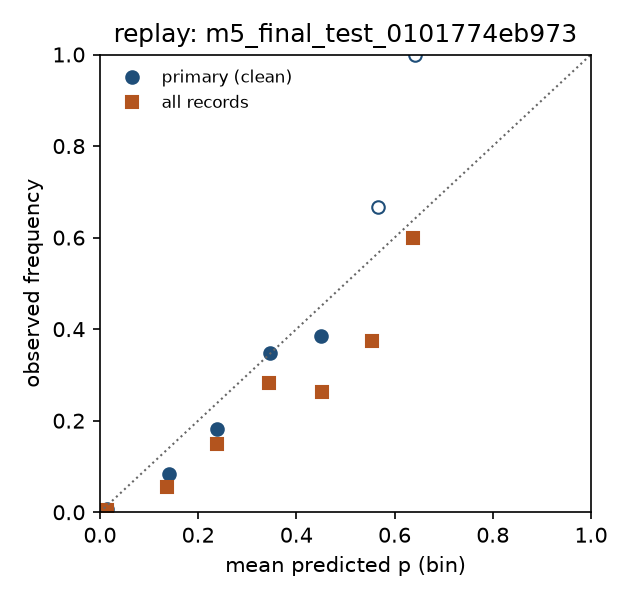 replay: m5_final_test_0101774eb973
primary (clean)
all records
observed frequency
1.0
0.8
0.6
0.4
0.2
0.0
0.0 0.2 0.4 0.6 0.8 1.0
mean predicted p (bin)